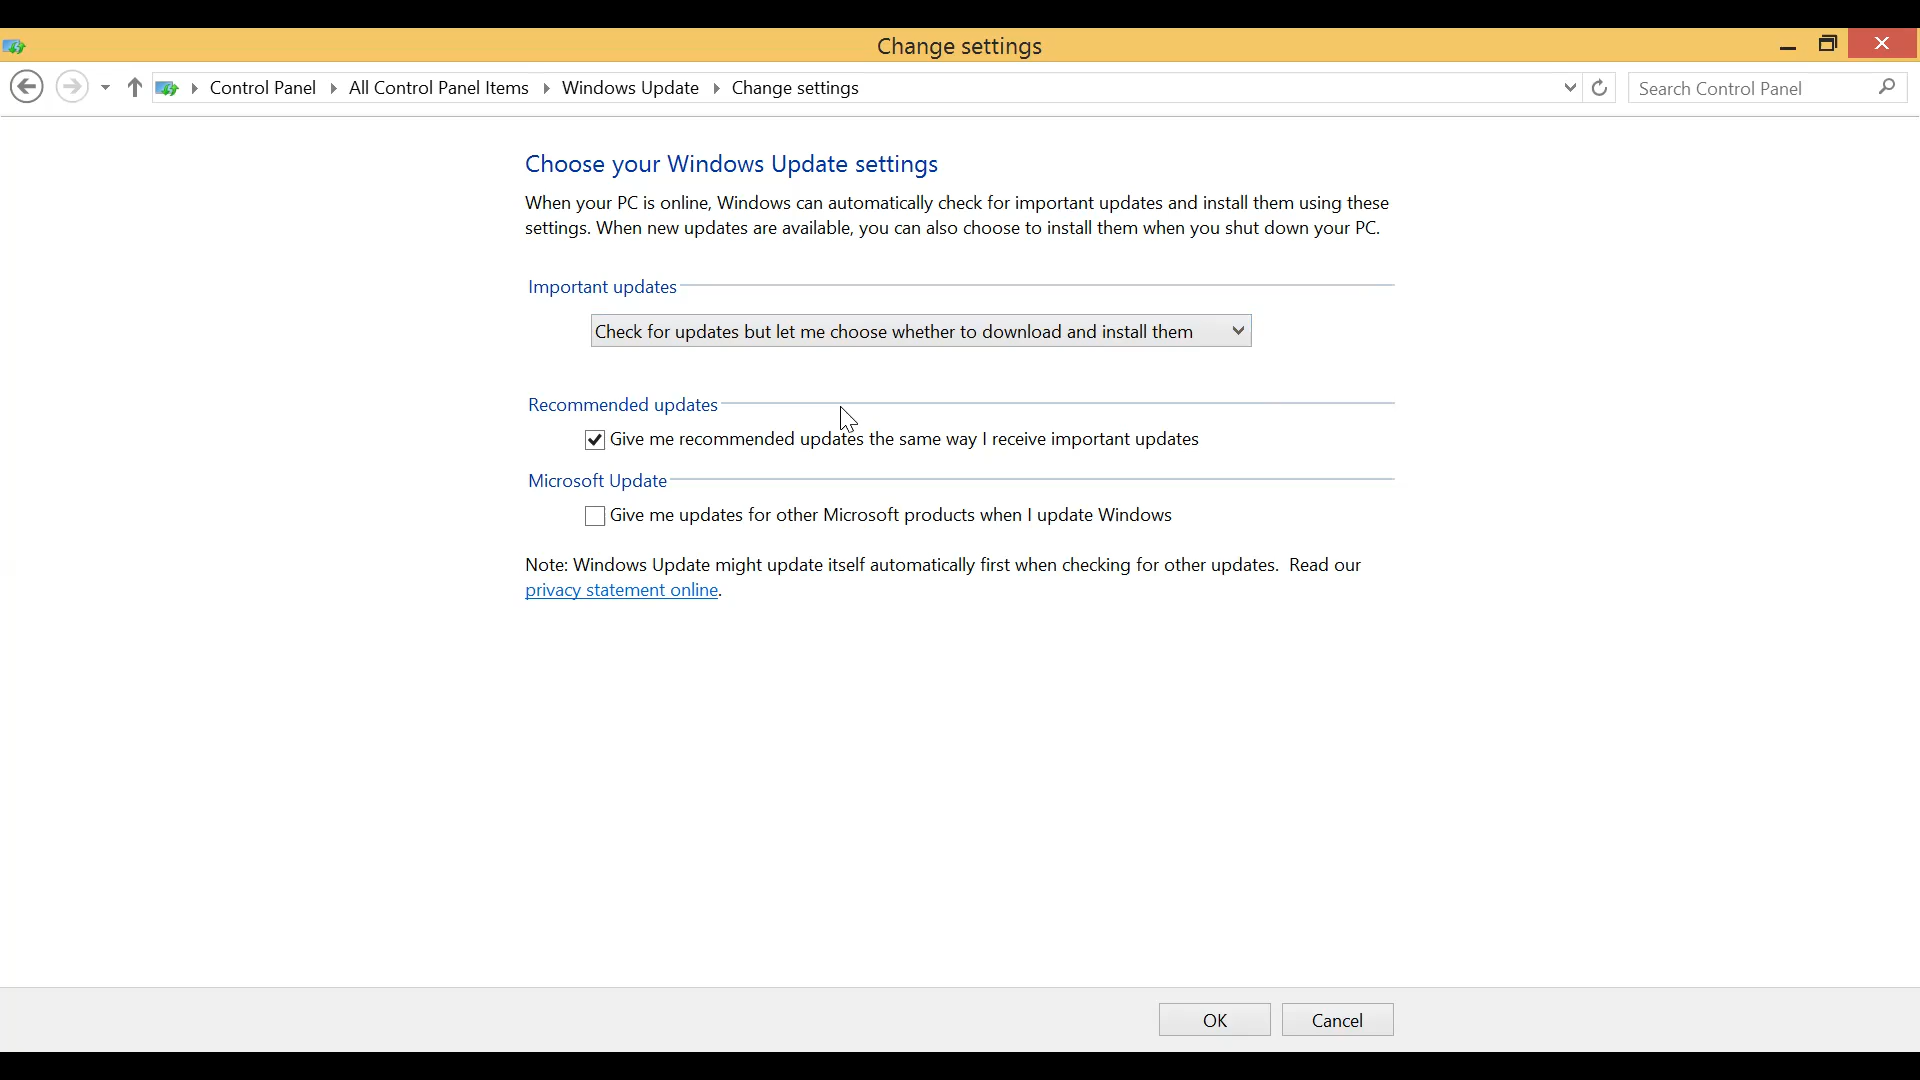 Change settings
Control Panel All Control Panel Items Windows Update Change settings
Search Control Panel
Choose your Windows Update settings
When your PC is online, Windows can automatically check for important updates and install them using these
settings. When new updates are available, you can also choose to install them when you shut down your PC.
Important updates
Check for updates but let me choose whether to download and install them
Recommended updates
Give me recommended updates the same way I receive important updates
Microsoft Update
Give me updates for other Microsoft products when I update Windows
Note: Windows Update might update itself automatically first when checking for other updates. Read our
privacy statement online.
OK
Cancel